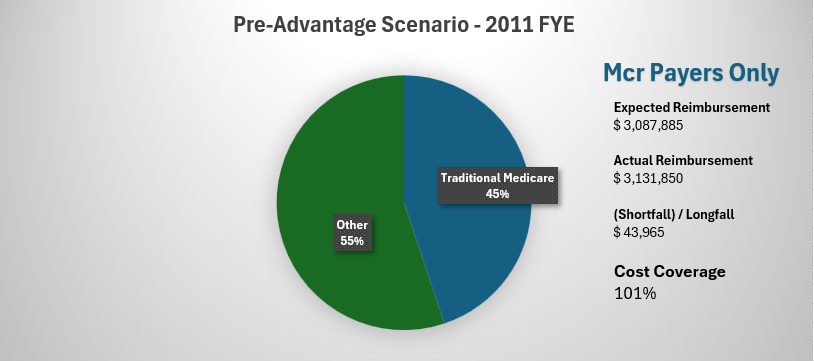 Pre-Advantage Scenario - 2011 FYE
Mcr Payers Only
Expected Reimbursement
$ 3,087,885
Actual Reimbursement
$ 3,131,850
(Shortfall) / Longfall
$ 43,965
Cost Coverage
101%
Traditional Medicare
45%
Other
55%